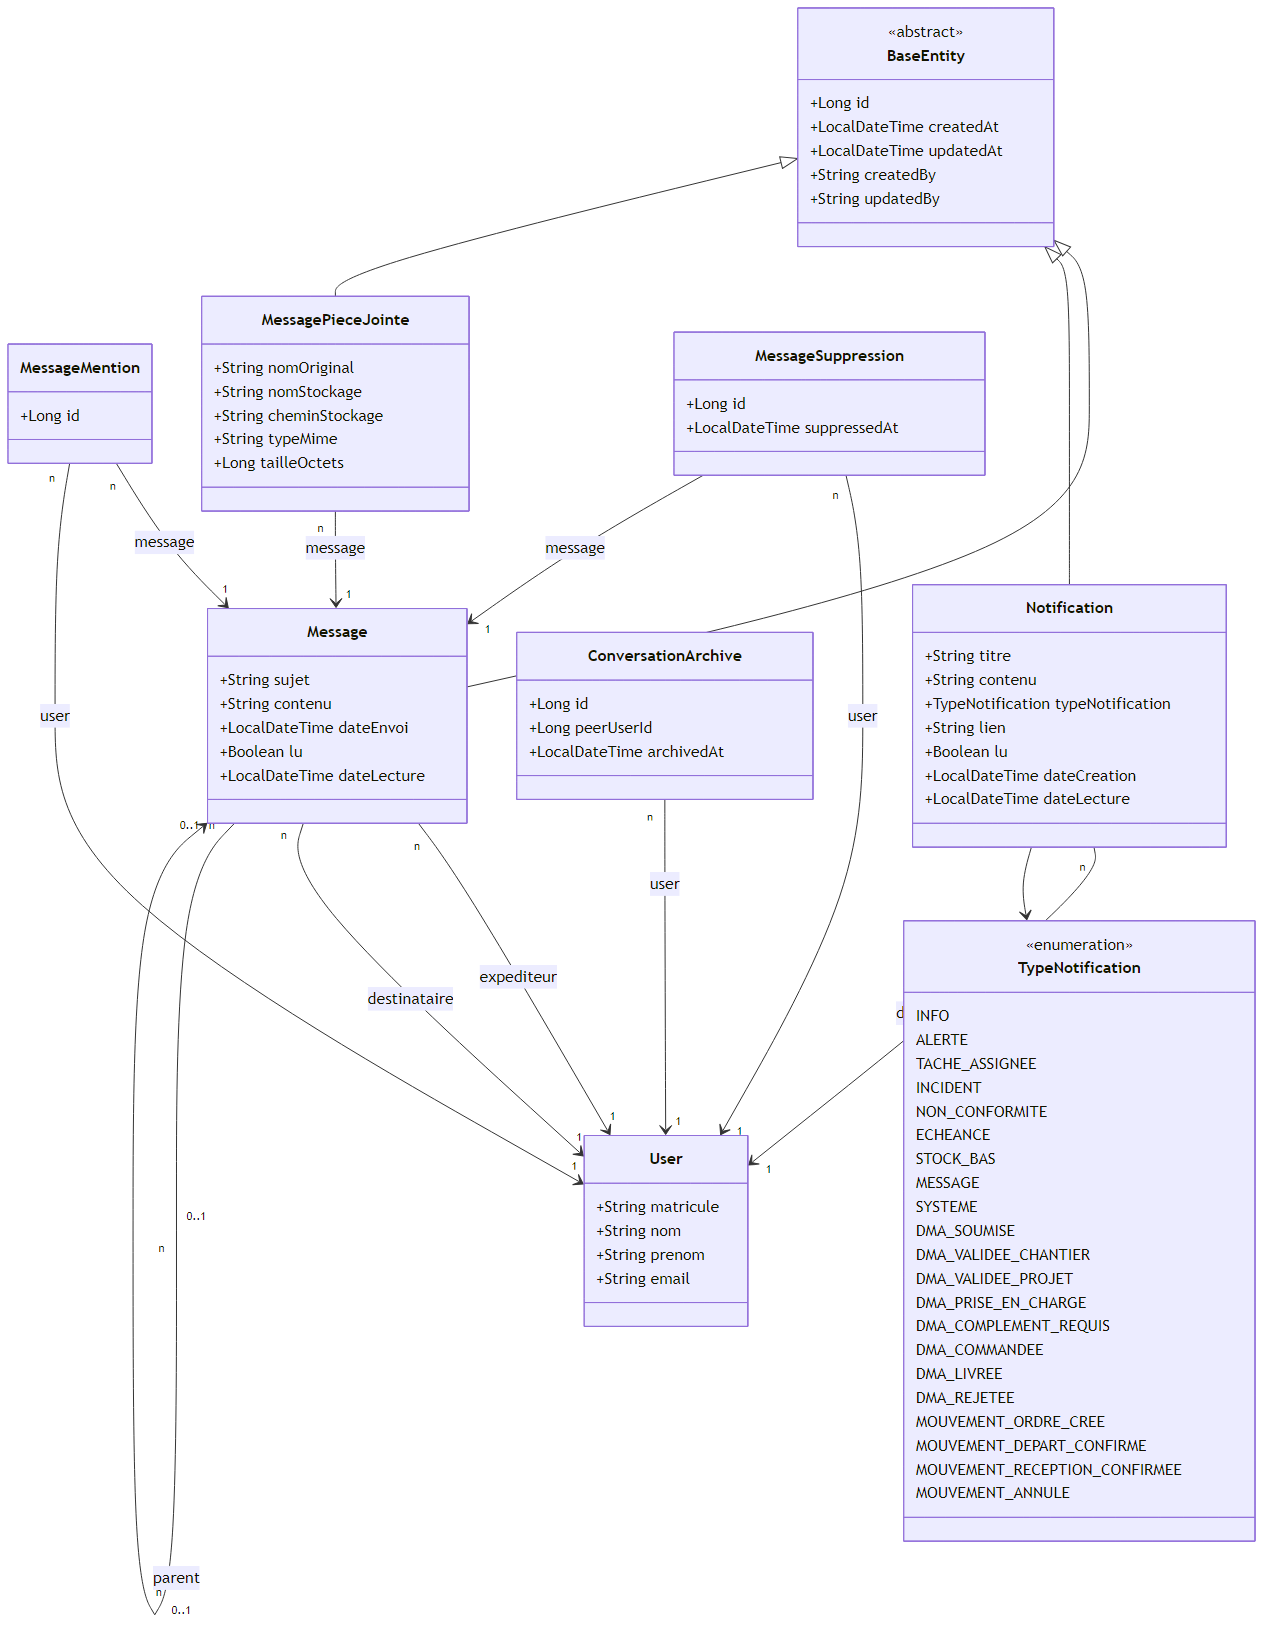 «abstract»
BaseEntity
+Long id
+LocalDateTime createdAt
+LocalDateTime updatedAt
+String createdBy
+String updatedBy
MessagePieceJointe
+String nomOriginal
+String nomStockage
+String cheminStockage
+String typeMime
+Long tailleOctets
MessageMention
+Long id
MessageSuppression
+Long id
+LocalDateTime suppressedAt
n
n
n
n
message
message
message
1
1
1
Message
+String sujet
+String contenu
+LocalDateTime dateEnvoi
+Boolean lu
+LocalDateTime dateLecture
ConversationArchive
+Long id
+Long peerUserId
+LocalDateTime archivedAt
Notification
+String titre
+String contenu
+TypeNotification typeNotification
+String lien
+Boolean lu
+LocalDateTime dateCreation
+LocalDateTime dateLecture
user
user
0..1
n
n
n
n
n
user
expediteur
destinataire
d
«enumeration»
TypeNotification
INFO
ALERTE
TACHE_ASSIGNEE
INCIDENT
NON_CONFORMITE
ECHEANCE
STOCK_BAS
MESSAGE
SYSTEME
DMA_SOUMISE
DMA_VALIDEE_CHANTIER
DMA_VALIDEE_PROJET
DMA_PRISE_EN_CHARGE
DMA_COMPLEMENT_REQUIS
DMA_COMMANDEE
DMA_LIVREE
DMA_REJETEE
MOUVEMENT_ORDRE_CREE
MOUVEMENT_DEPART_CONFIRME
MOUVEMENT_RECEPTION_CONFIRMEE
MOUVEMENT_ANNULE
1
1
1
1
1
1
User
+String matricule
+String nom
+String prenom
+String email
0..1
n
parent
n
0..1